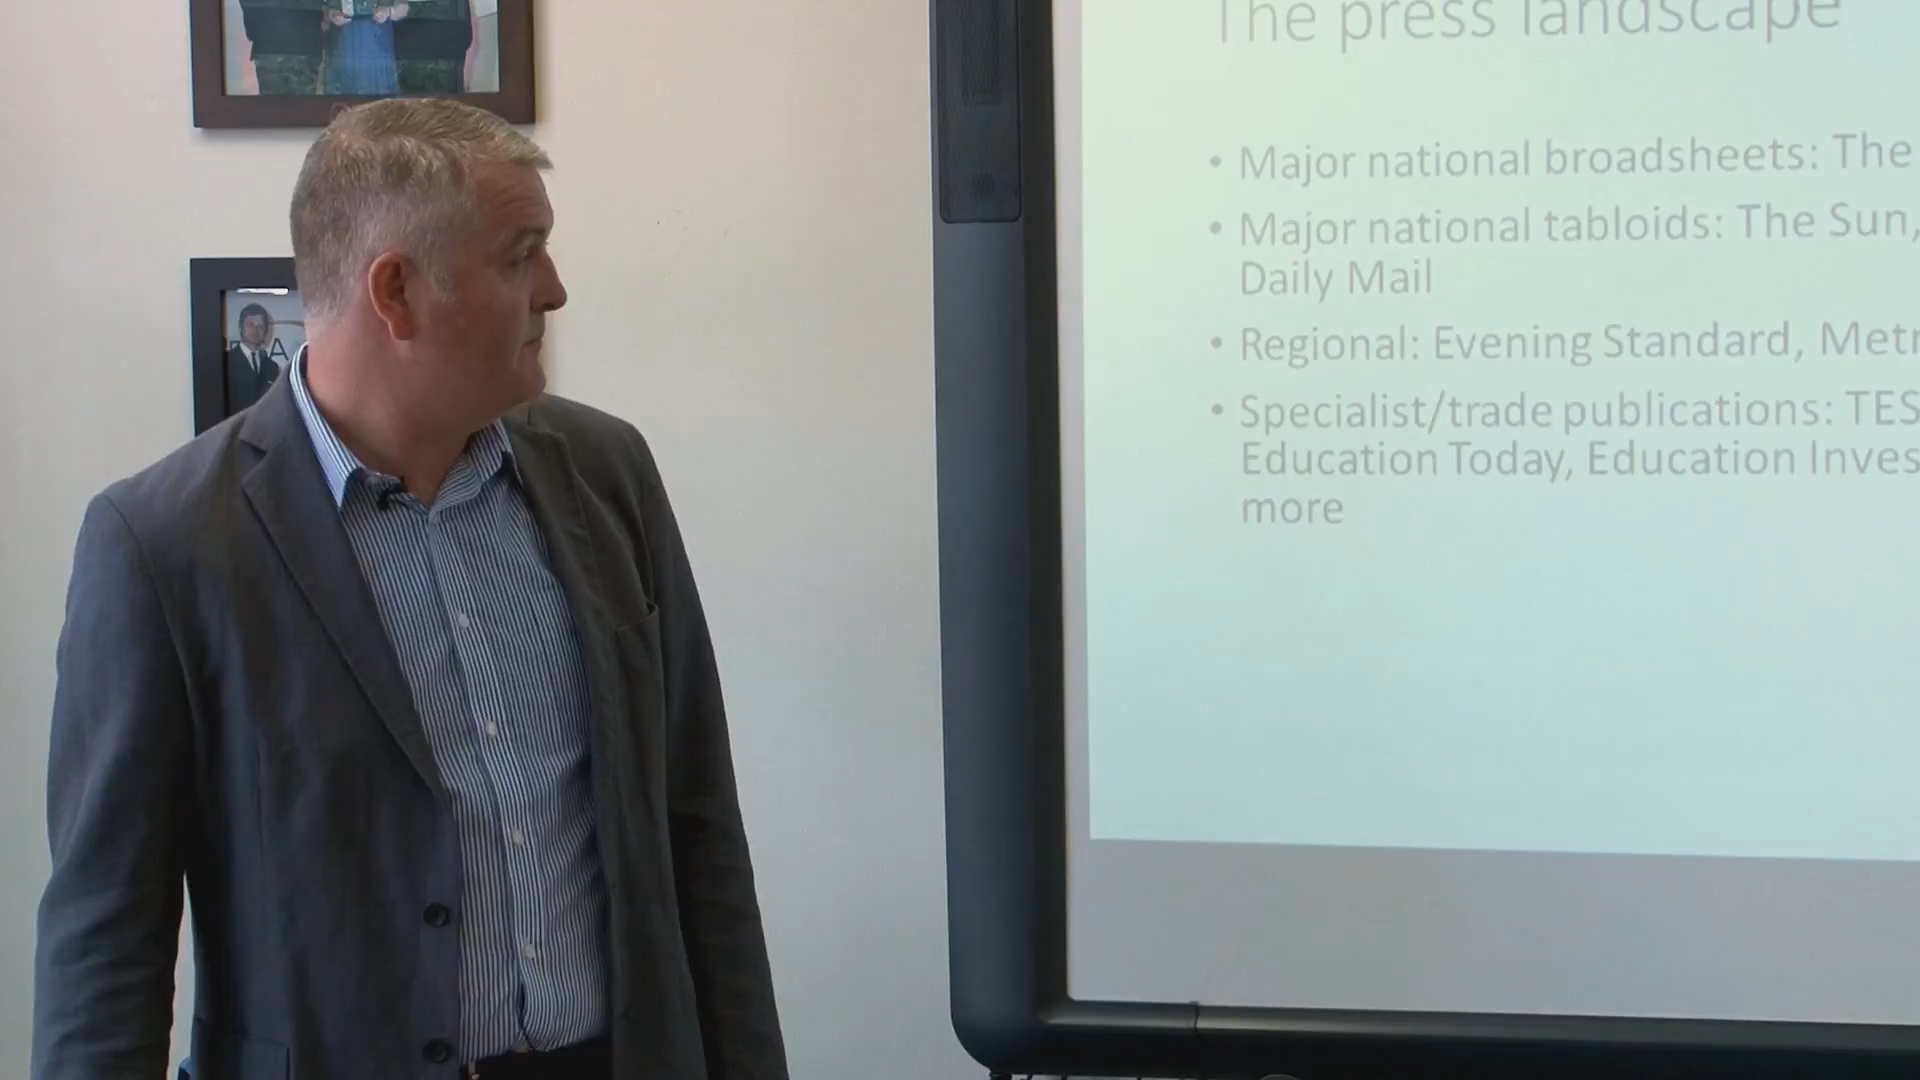 The press landscape
• Major national broadsheets: The
• Major national tabloids: The Sun,
Daily Mail
• Regional: Evening Standard, Metr
• Specialist/trade publications: TES
Education Today, Education Inves
more